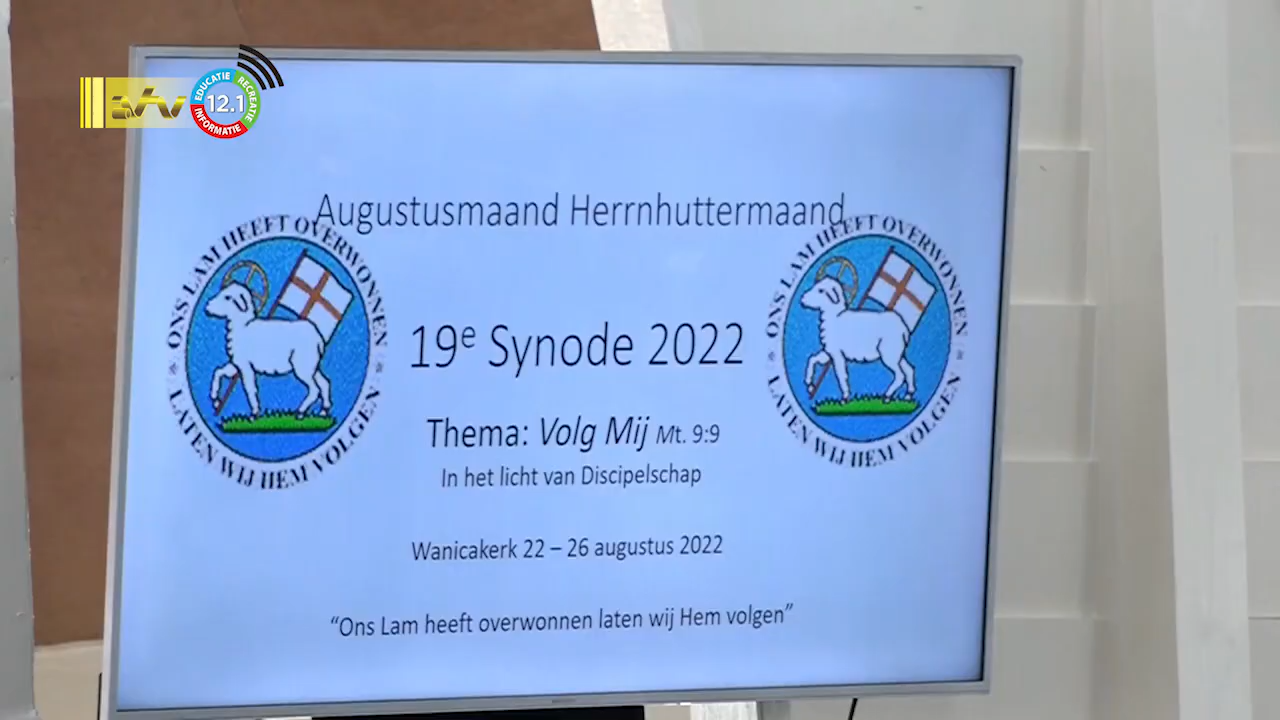 STV
EDUCATIE
RECREATIE
INFORMATIE
12.1
Augustusmaand Herrnhuttermaand
ONS LAM HEEFT OVERWONNEN
LATEN WIJ HEM VOLGEN
ONS LAM HEEFT OVERWONNEN
LATEN WIJ HEM VOLGEN
19e Synode 2022
Thema: Volg Mij Mt. 9:9
In het licht van Discipelschap
Wanicakerk 22 – 26 augustus 2022
“Ons Lam heeft overwonnen laten wij Hem volgen”